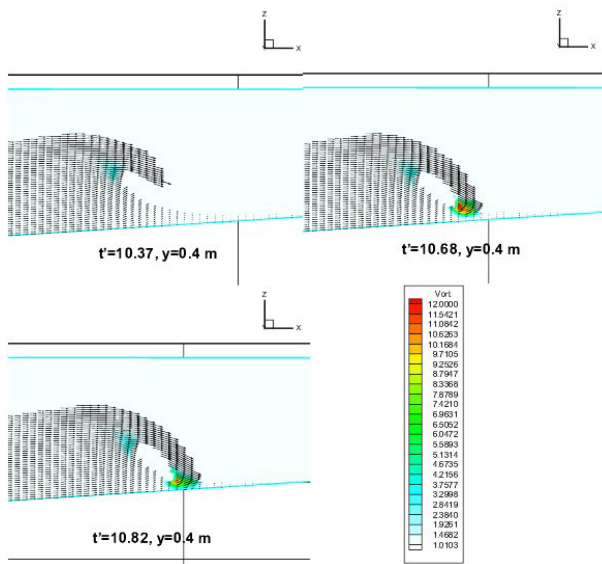 z
x
z
x
t'=10.37, y=0.4 m
t'=10.68, y=0.4 m
z
x
Vort
12.0000
11.5421
11.0842
10.6263
10.1684
9.7105
9.2526
8.7947
8.3368
7.8789
7.4210
6.9631
6.5052
6.0472
5.5893
5.1314
4.6735
4.2156
3.7577
3.2998
2.8419
2.3840
1.9261
1.4682
1.0103
t'=10.82, y=0.4 m